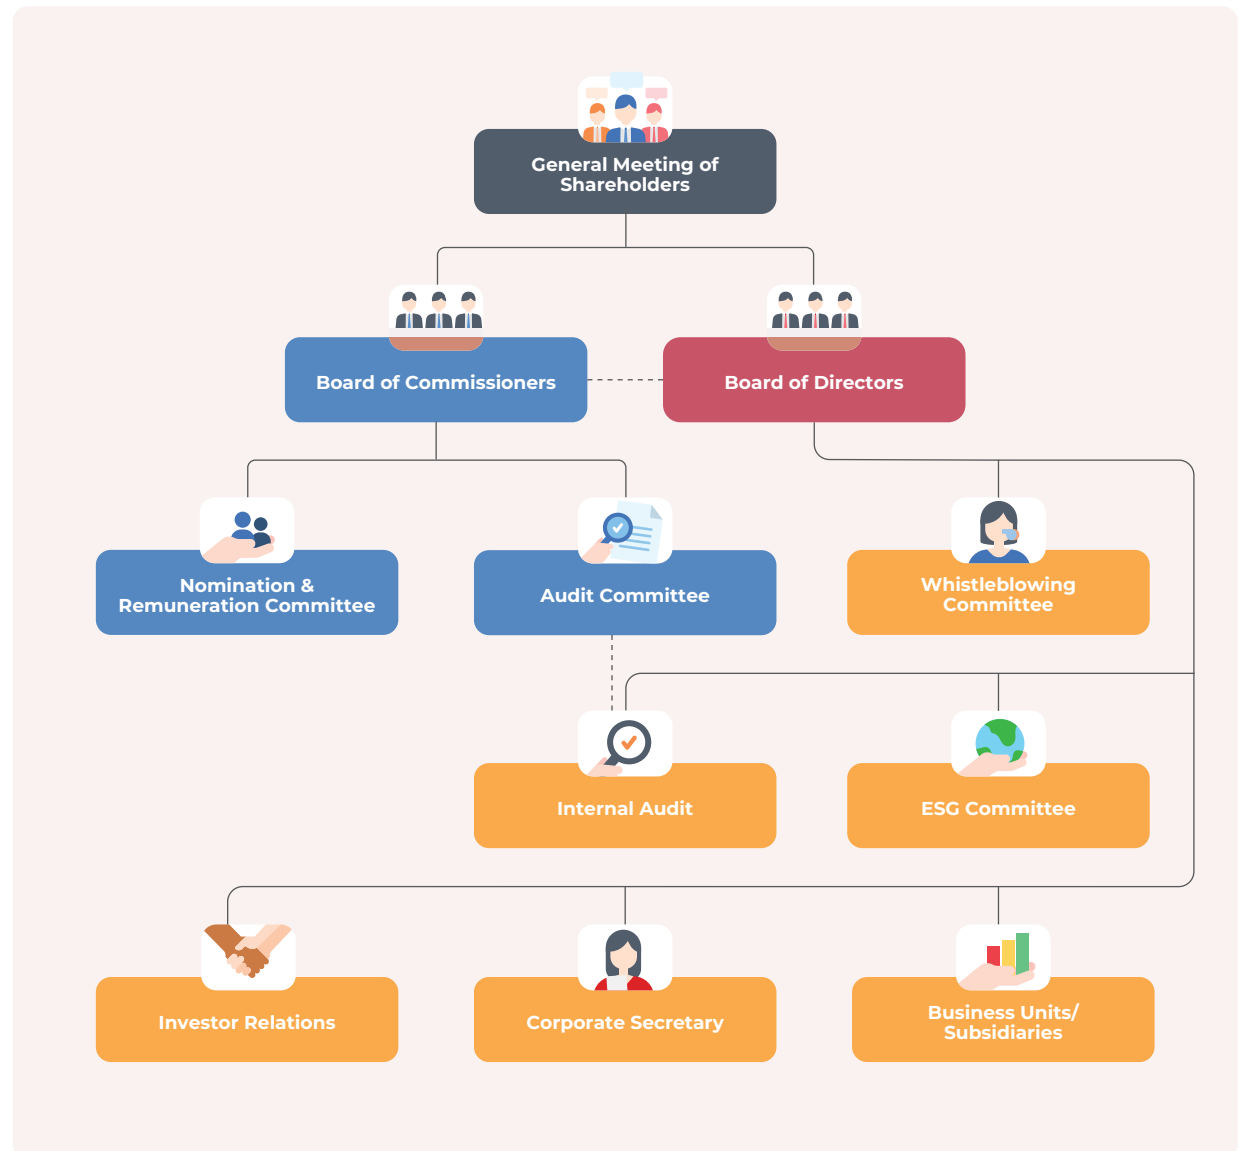 General Meeting of
Shareholders
Board of Commissioners
Board of Directors
Nomination &
Remuneration Committee
Audit Committee
Whistleblowing
Committee
Internal Audit
ESG Committee
Investor Relations
Corporate Secretary
Business Units/
Subsidiaries